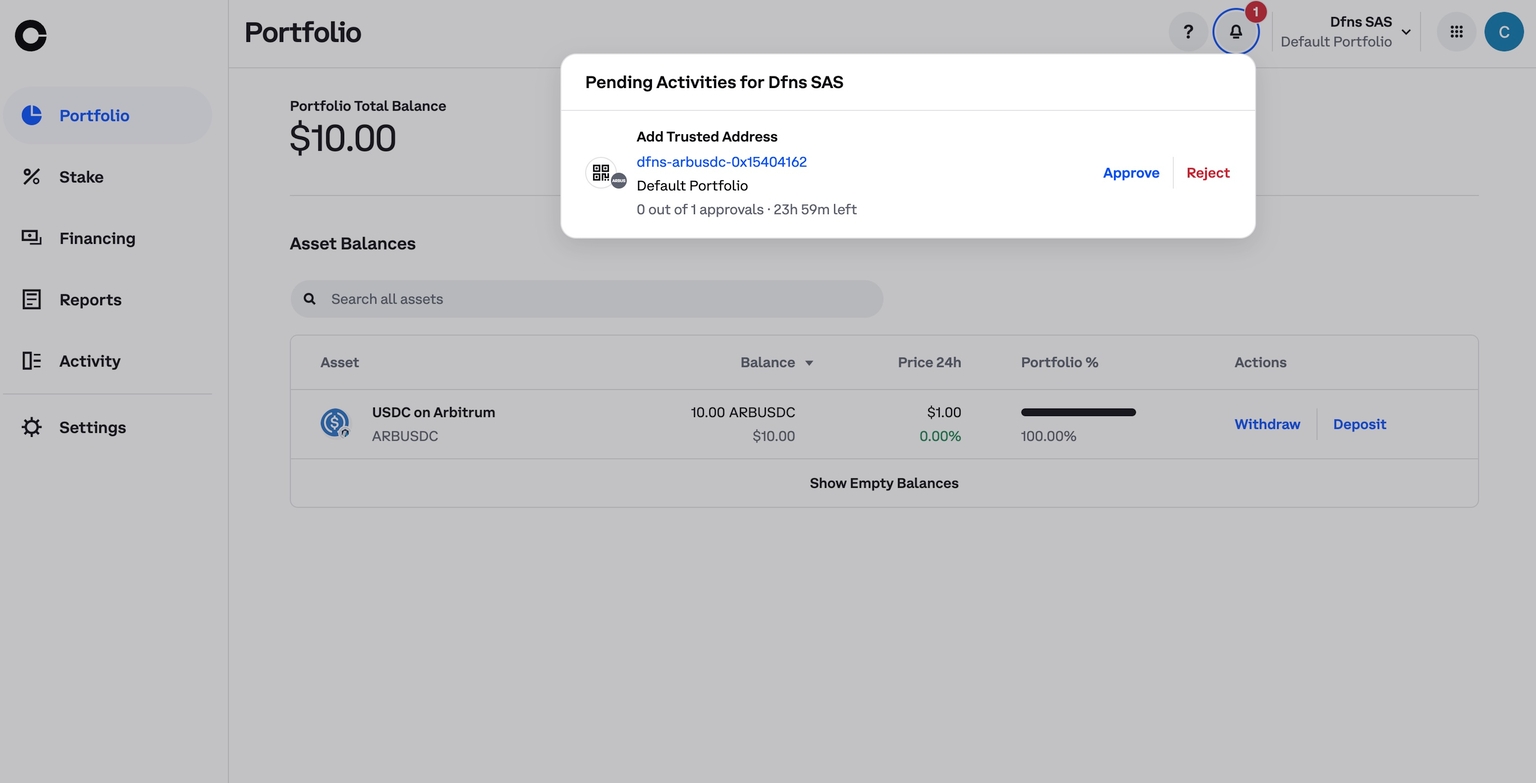 Portfolio
?
1
Dfns SAS
Default Portfolio
C
Portfolio
Stake
Financing
Reports
Activity
Settings
Pending Activities for Dfns SAS
Add Trusted Address
dfns-arbusdc-0x15404162
Default Portfolio
0 out of 1 approvals · 23h 59m left
Approve
Reject
Portfolio Total Balance
$10.00
Asset Balances
Search all assets
Asset Balance Price 24h Portfolio % Actions
USDC on Arbitrum 10.00 ARBUSDC $1.00
ARBUSDC $10.00 0.00% 100.00%
Withdraw Deposit
Show Empty Balances